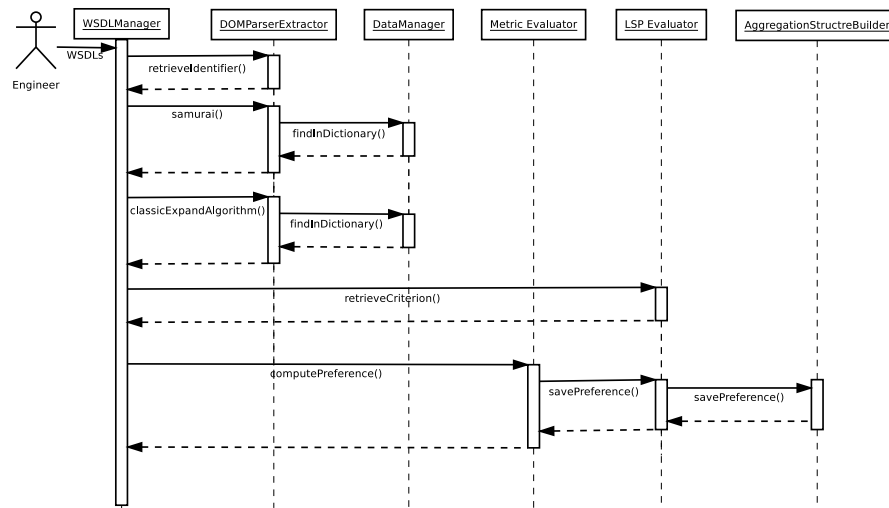 WSDLManager
DOMParserExtractor
DataManager
Metric Evaluator
LSP Evaluator
AggregationStructreBuilder
WSDLs
Engineer
retrieveIdentifier()
samurai()
findInDictionary()
classicExpandAlgorithm()
findInDictionary()
retrieveCriterion()
computePreference()
savePreference()
savePreference()